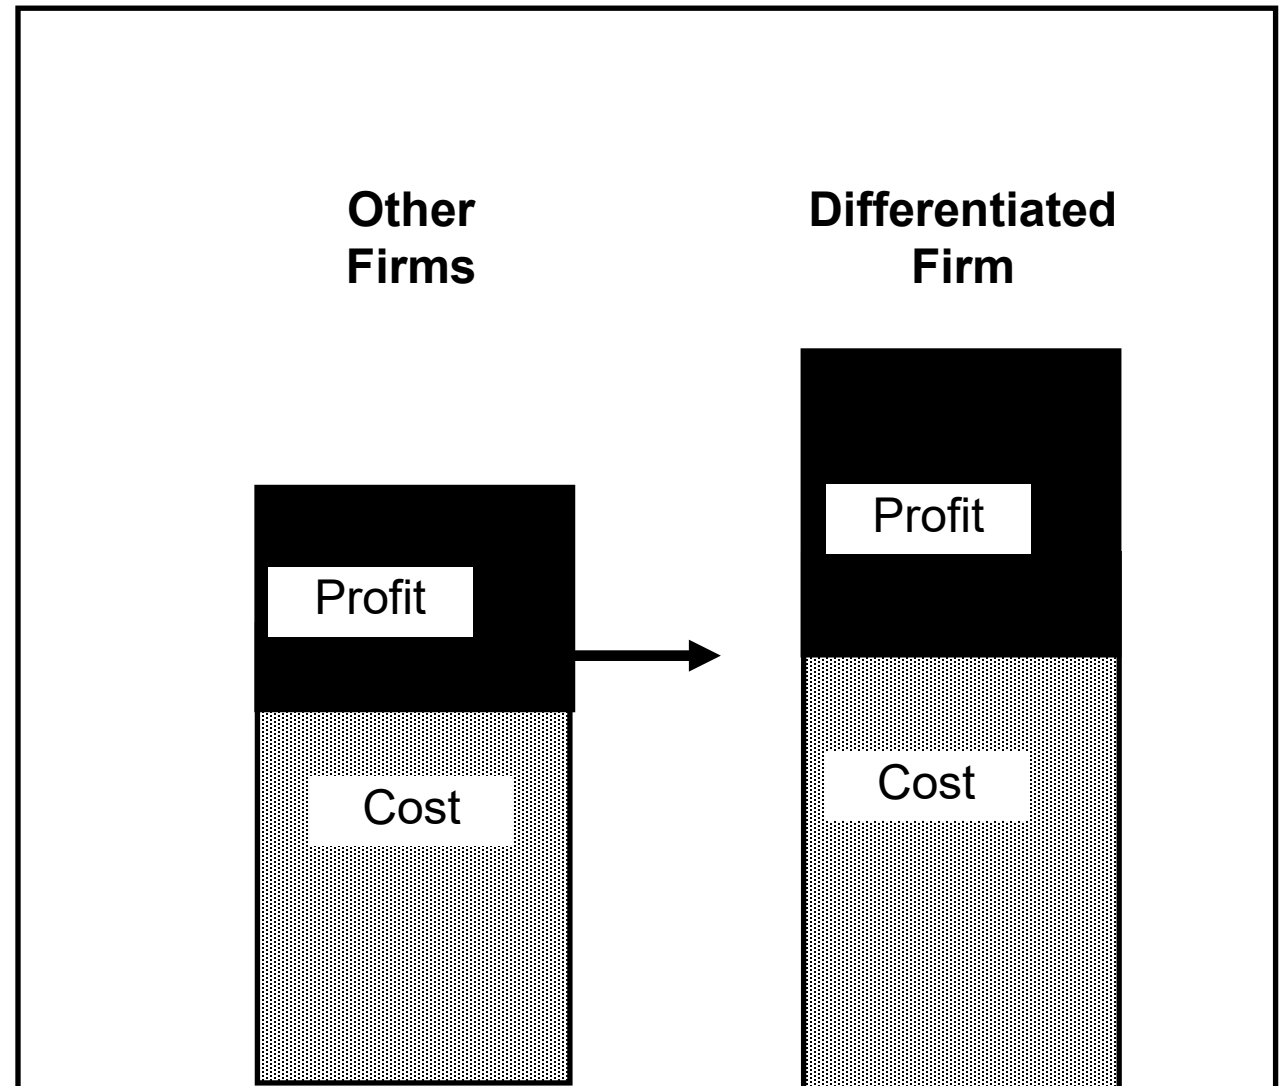 Other
Firms
Differentiated
Firm
Profit
Profit
Cost
Cost